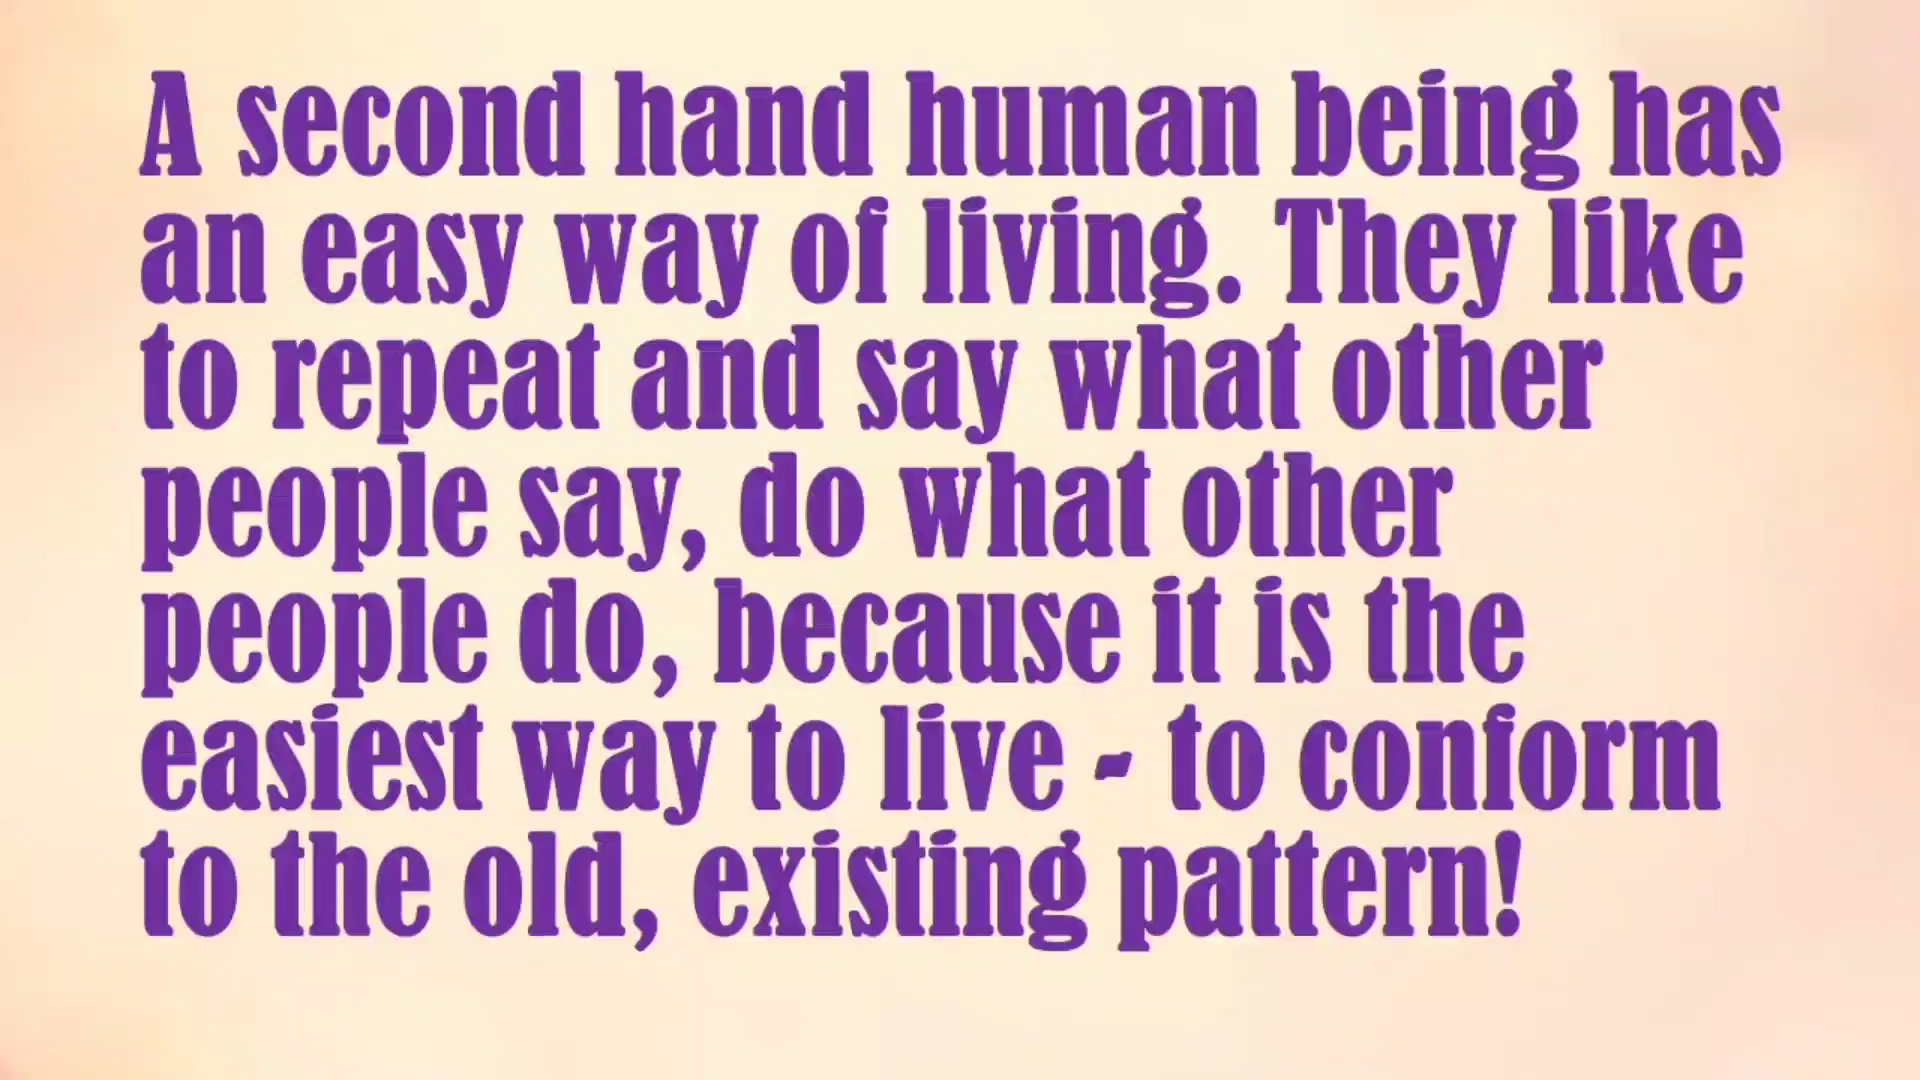 A second hand human being has
an easy way of living. They like
to repeat and say what other
people say, do what other
people do, because it is the
easiest way to live - to conform
to the old, existing pattern!